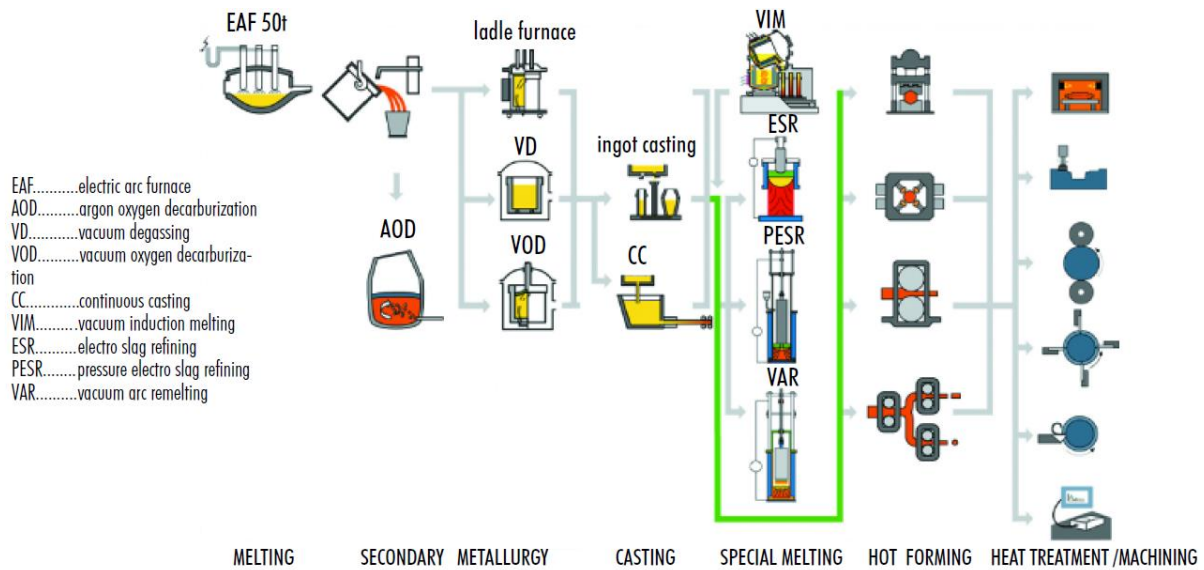 EAF 50t
ladle furnace
VIM
ESR
VD
ingot casting
EAF...........electric arc furnace
AOD..........argon oxygen decarburization
VD.............vacuum degassing
VOD..........vacuum oxygen decarburiza-
tion
CC.............continuous casting
VIM...........vacuum induction melting
ESR...........electro slag refining
PESR........pressure electro slag refining
VAR..........vacuum arc remelting
AOD
VOD
CC
PESR
VAR
MELTING
SECONDARY METALLURGY
CASTING
SPECIAL MELTING
HOT FORMING
HEAT TREATMENT /MACHINING